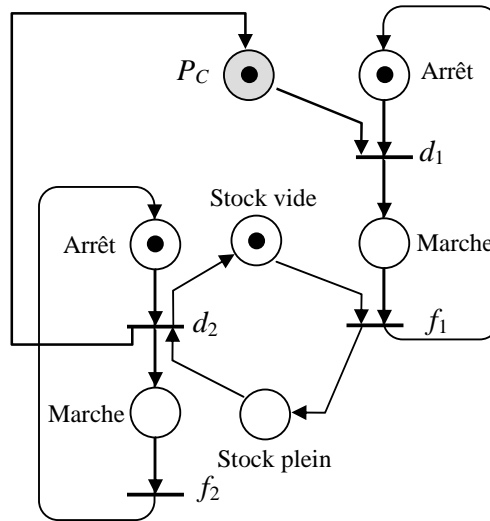 P_C
Arrêt
d₁
Stock vide
Arrêt
Marche
d₂
f₁
Marche
Stock plein
f₂